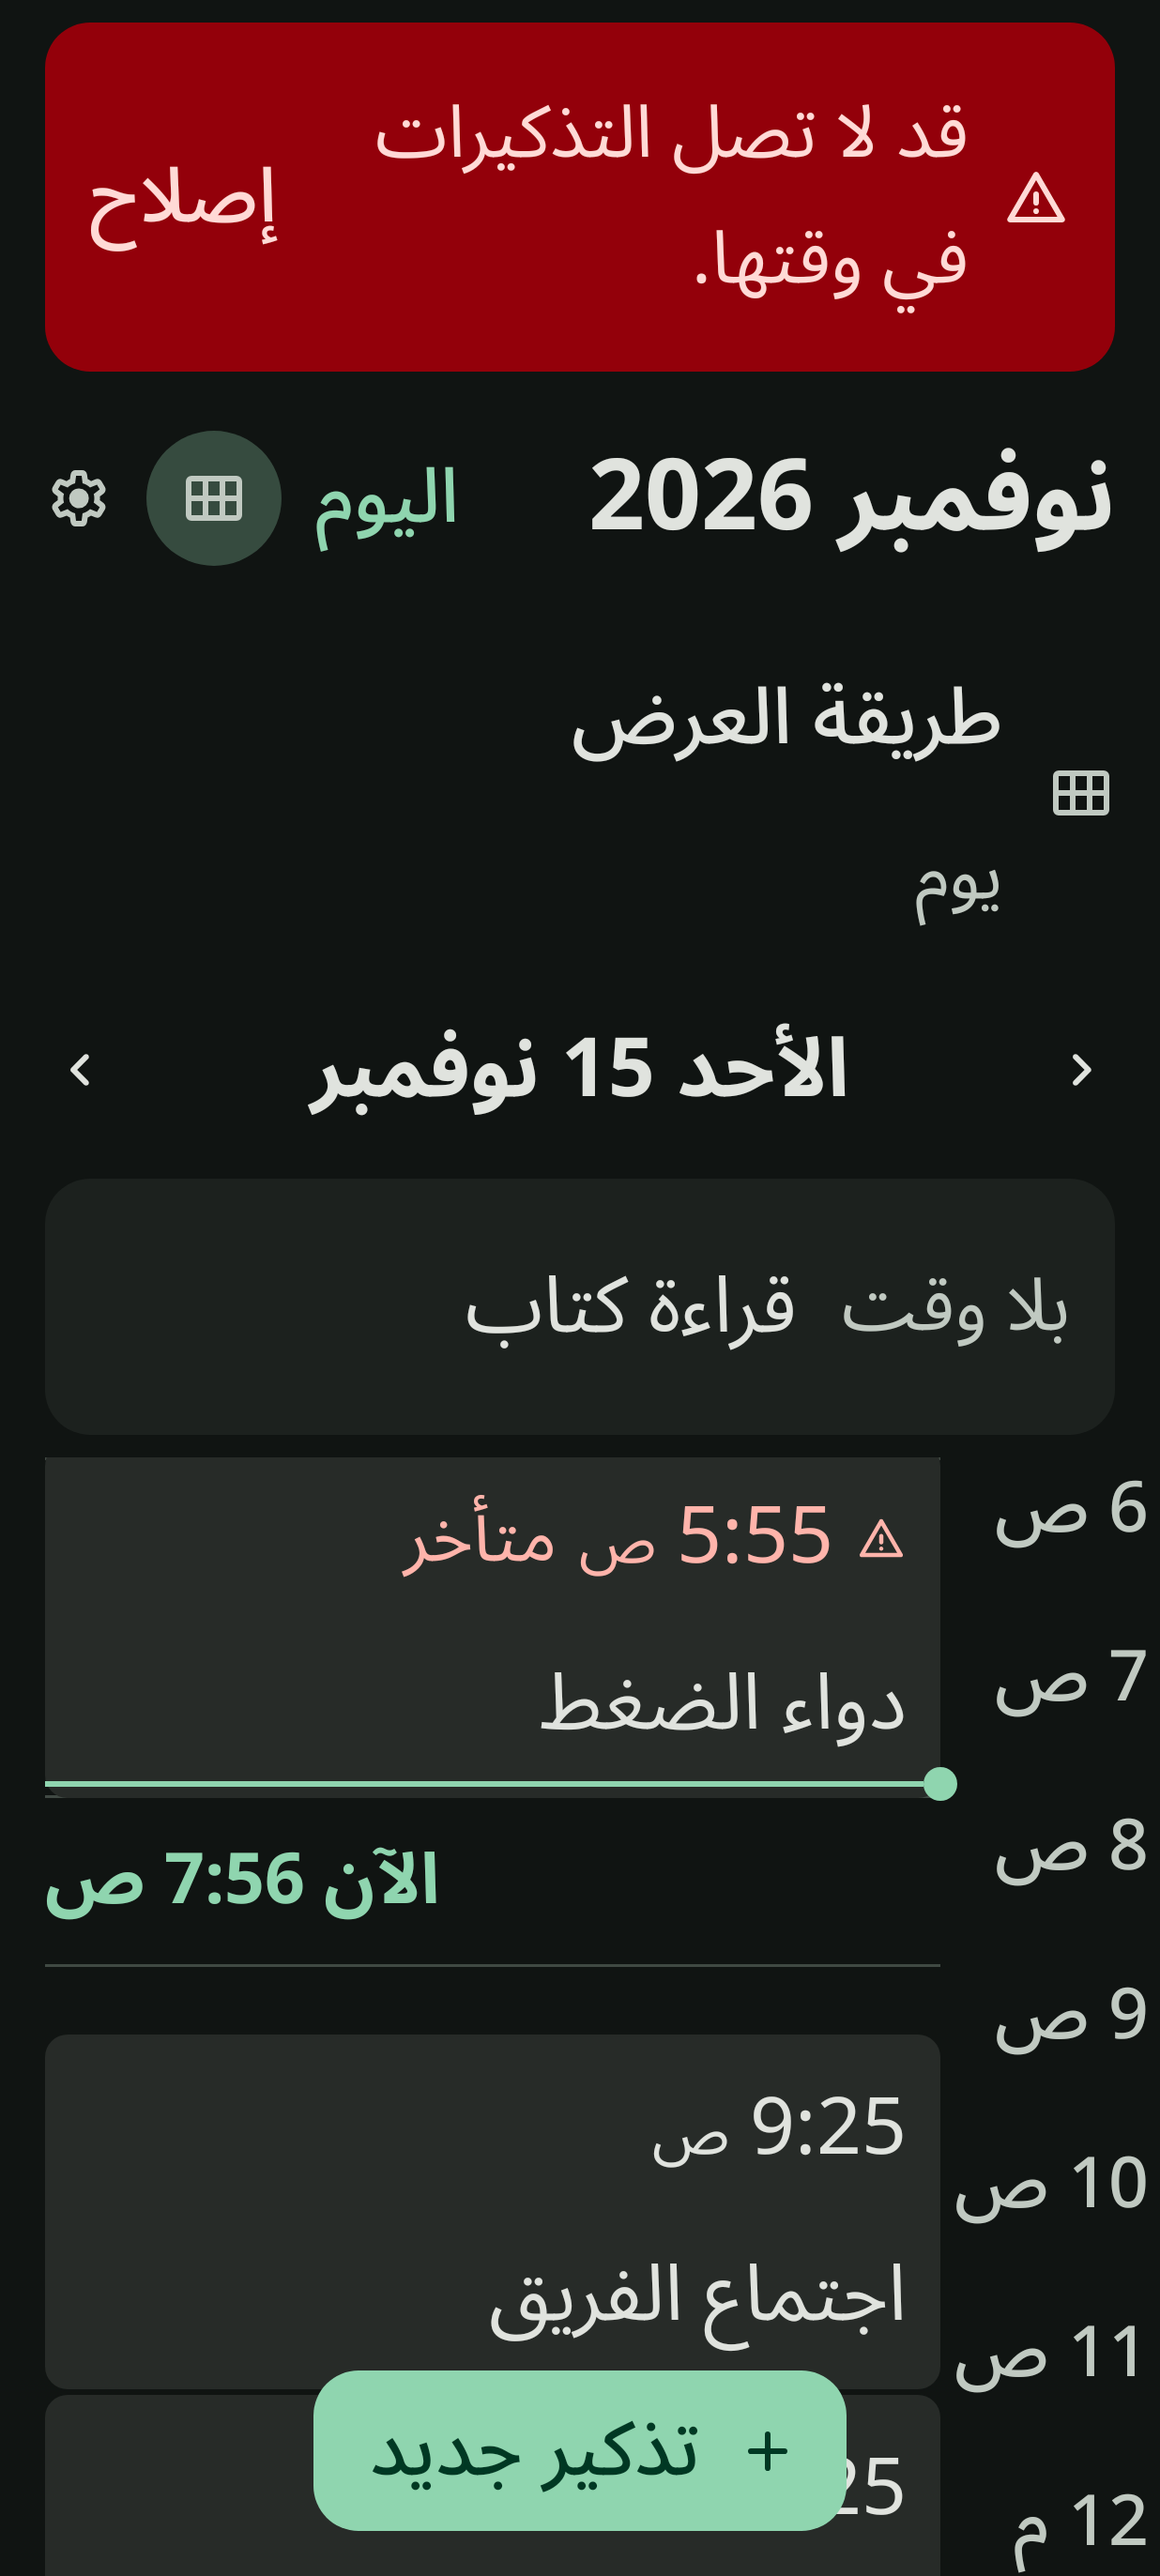 قد لا تصل التذكيرات
في وقتها.
إصلاح
نوفمبر 2026
اليوم
طريقة العرض
يوم
الأحد 15 نوفمبر
بلا وقت قراءة كتاب
6 ص
5:55 ص متأخر
7 ص
دواء الضغط
8 ص
الآن 7:56 ص
9 ص
9:25 ص
10 ص
اجتماع الفريق
11 ص
تذكير جديد
12 م